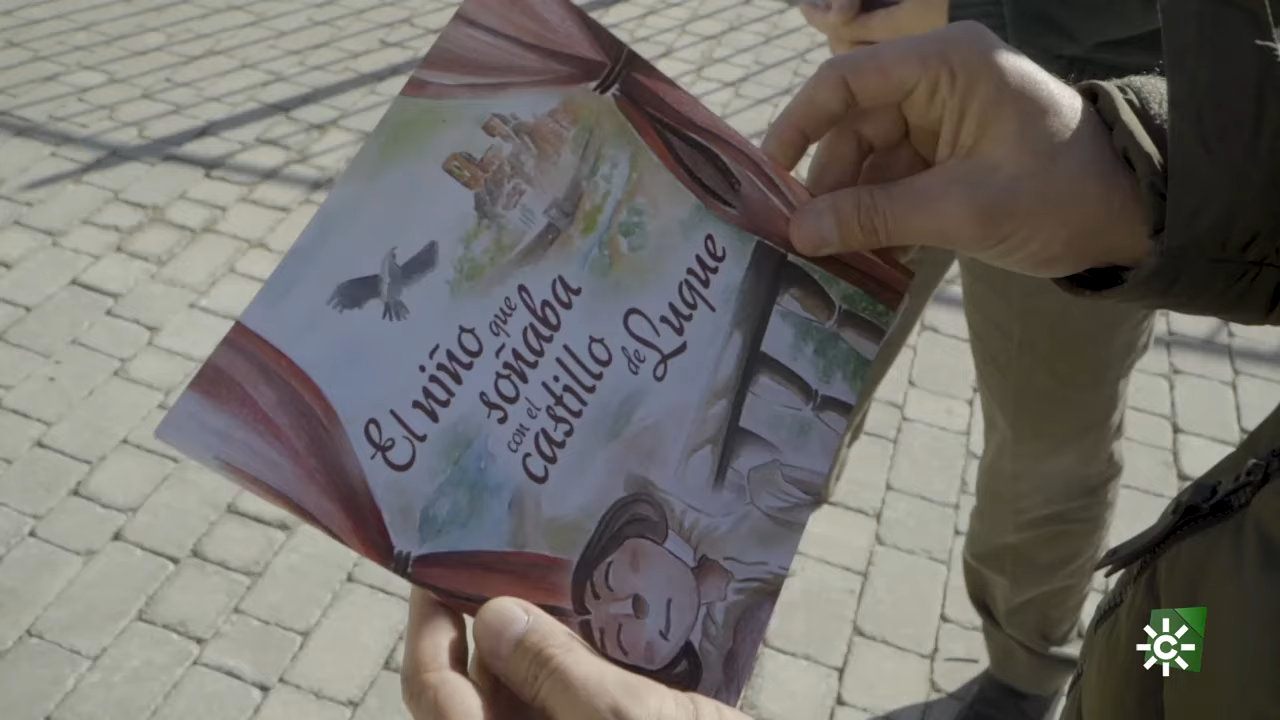 El niño que
soñaba
con el
castillo
de Luque